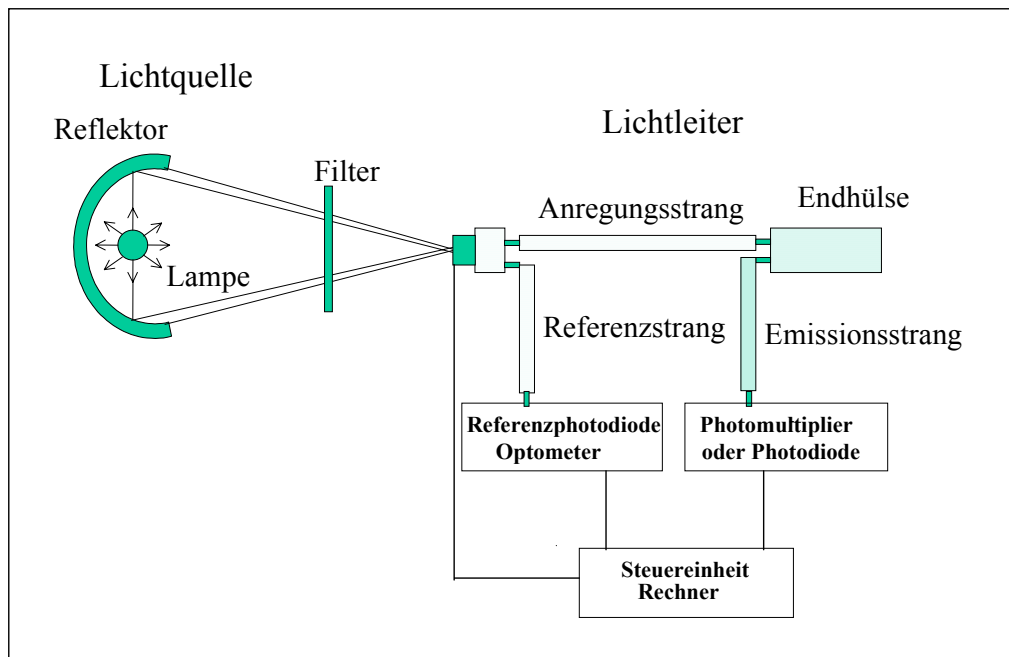 Lichtquelle
Reflektor
Filter
Lampe
Lichtleiter
Anregungsstrang
Endhülse
Referenzstrang
Emissionsstrang
Referenzphotodiode
Optometer
Photomultiplier
oder Photodiode
Steuereinheit
Rechner